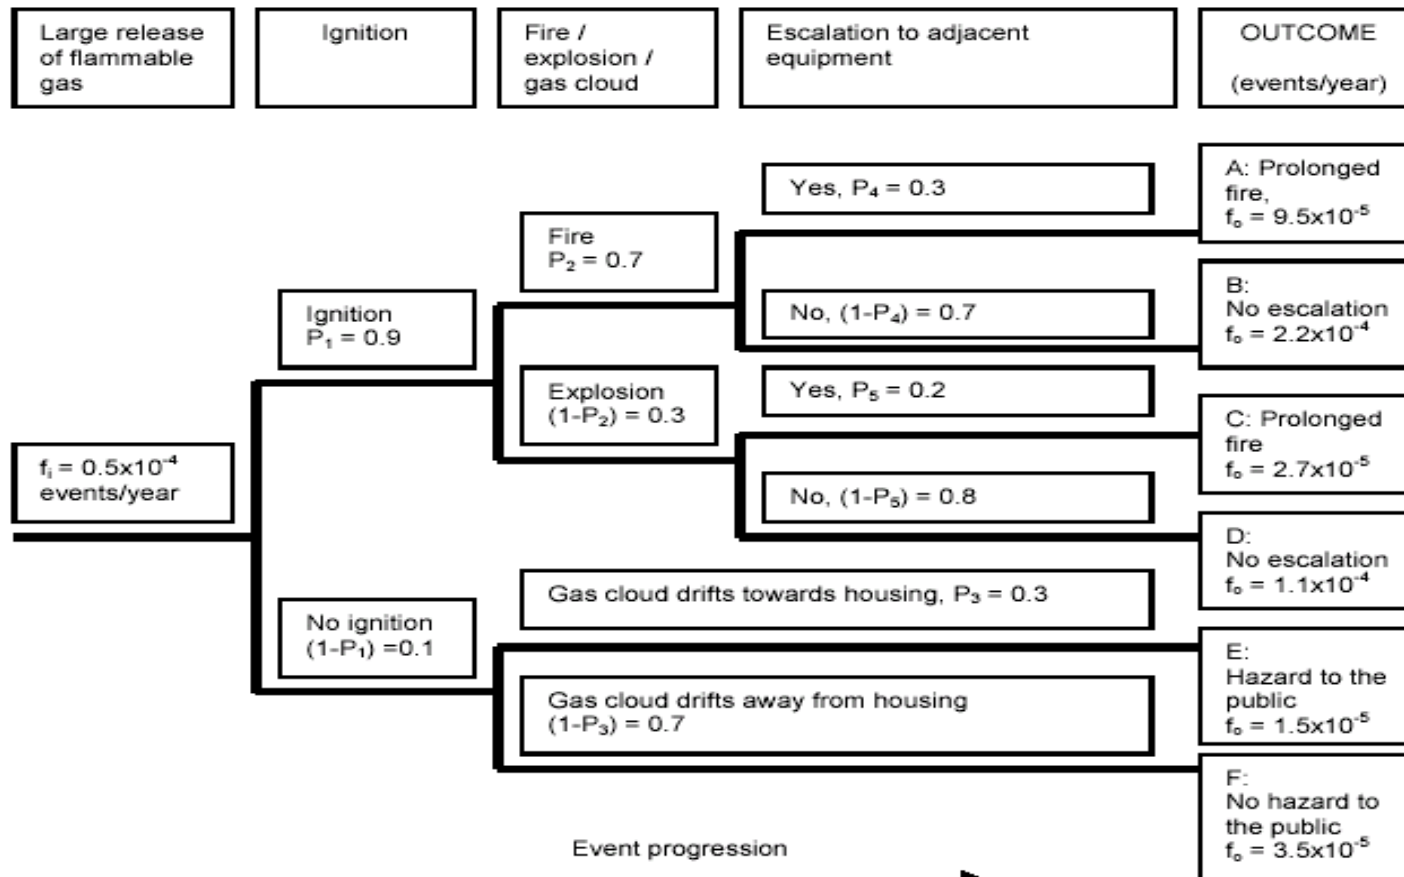 Large release
of flammable
gas
Ignition
Fire /
explosion /
gas cloud
Escalation to adjacent
equipment
OUTCOME
(events/year)
Yes, P₄ = 0.3
A: Prolonged
fire,
fₒ = 9.5x10⁻⁵
Fire
P₂ = 0.7
B:
No escalation
fₒ = 2.2x10⁻⁴
Ignition
P₁ = 0.9
No, (1-P₄) = 0.7
Explosion
(1-P₂) = 0.3
Yes, P₅ = 0.2
C: Prolonged
fire
fₒ = 2.7x10⁻⁵
fᵢ = 0.5x10⁻⁴
events/year
No, (1-P₅) = 0.8
D:
No escalation
fₒ = 1.1x10⁻⁴
Gas cloud drifts towards housing, P₃ = 0.3
No ignition
(1-P₁) =0.1
E:
Hazard to the
public
fₒ = 1.5x10⁻⁵
Gas cloud drifts away from housing
(1-P₃) = 0.7
F:
No hazard to
the public
fₒ = 3.5x10⁻⁵
Event progression